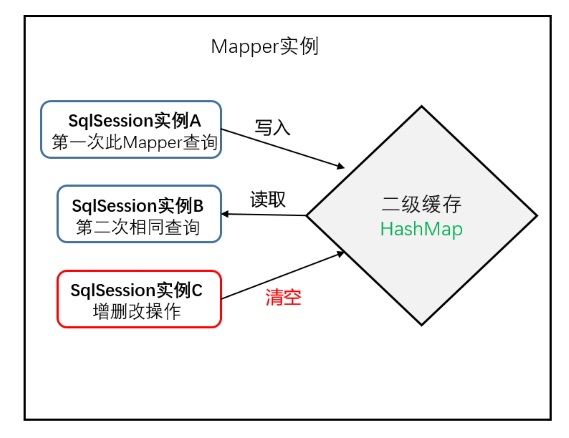 Mapper实例
SqlSession实例A
第一次此Mapper查询
写入
SqlSession实例B
第二次相同查询
读取
二级缓存
HashMap
SqlSession实例C
增删改操作
清空